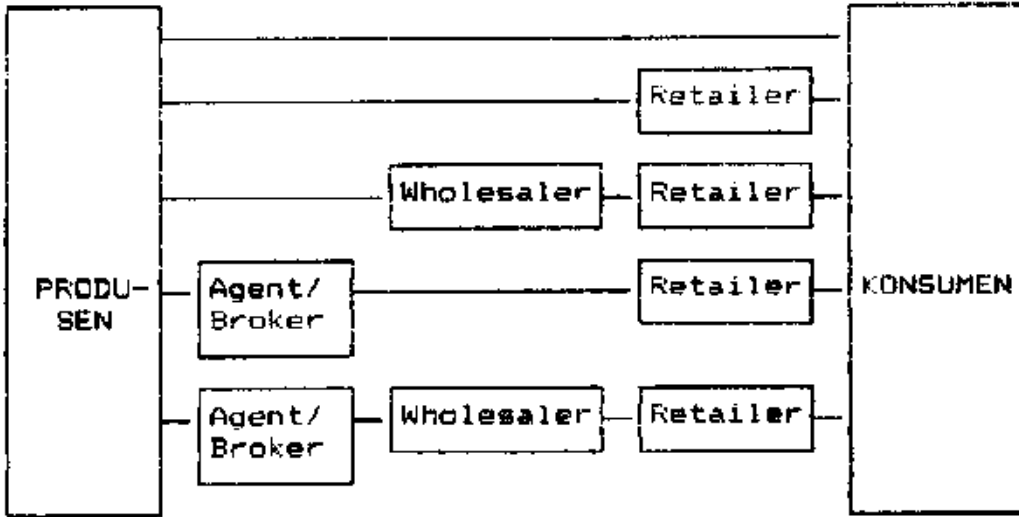 Retailer
Wholesaler
Retailer
PRODU-
SEN
Agent/
Broker
Retailer
KONSUMEN
Agent/
Broker
Wholesaler
Retailer